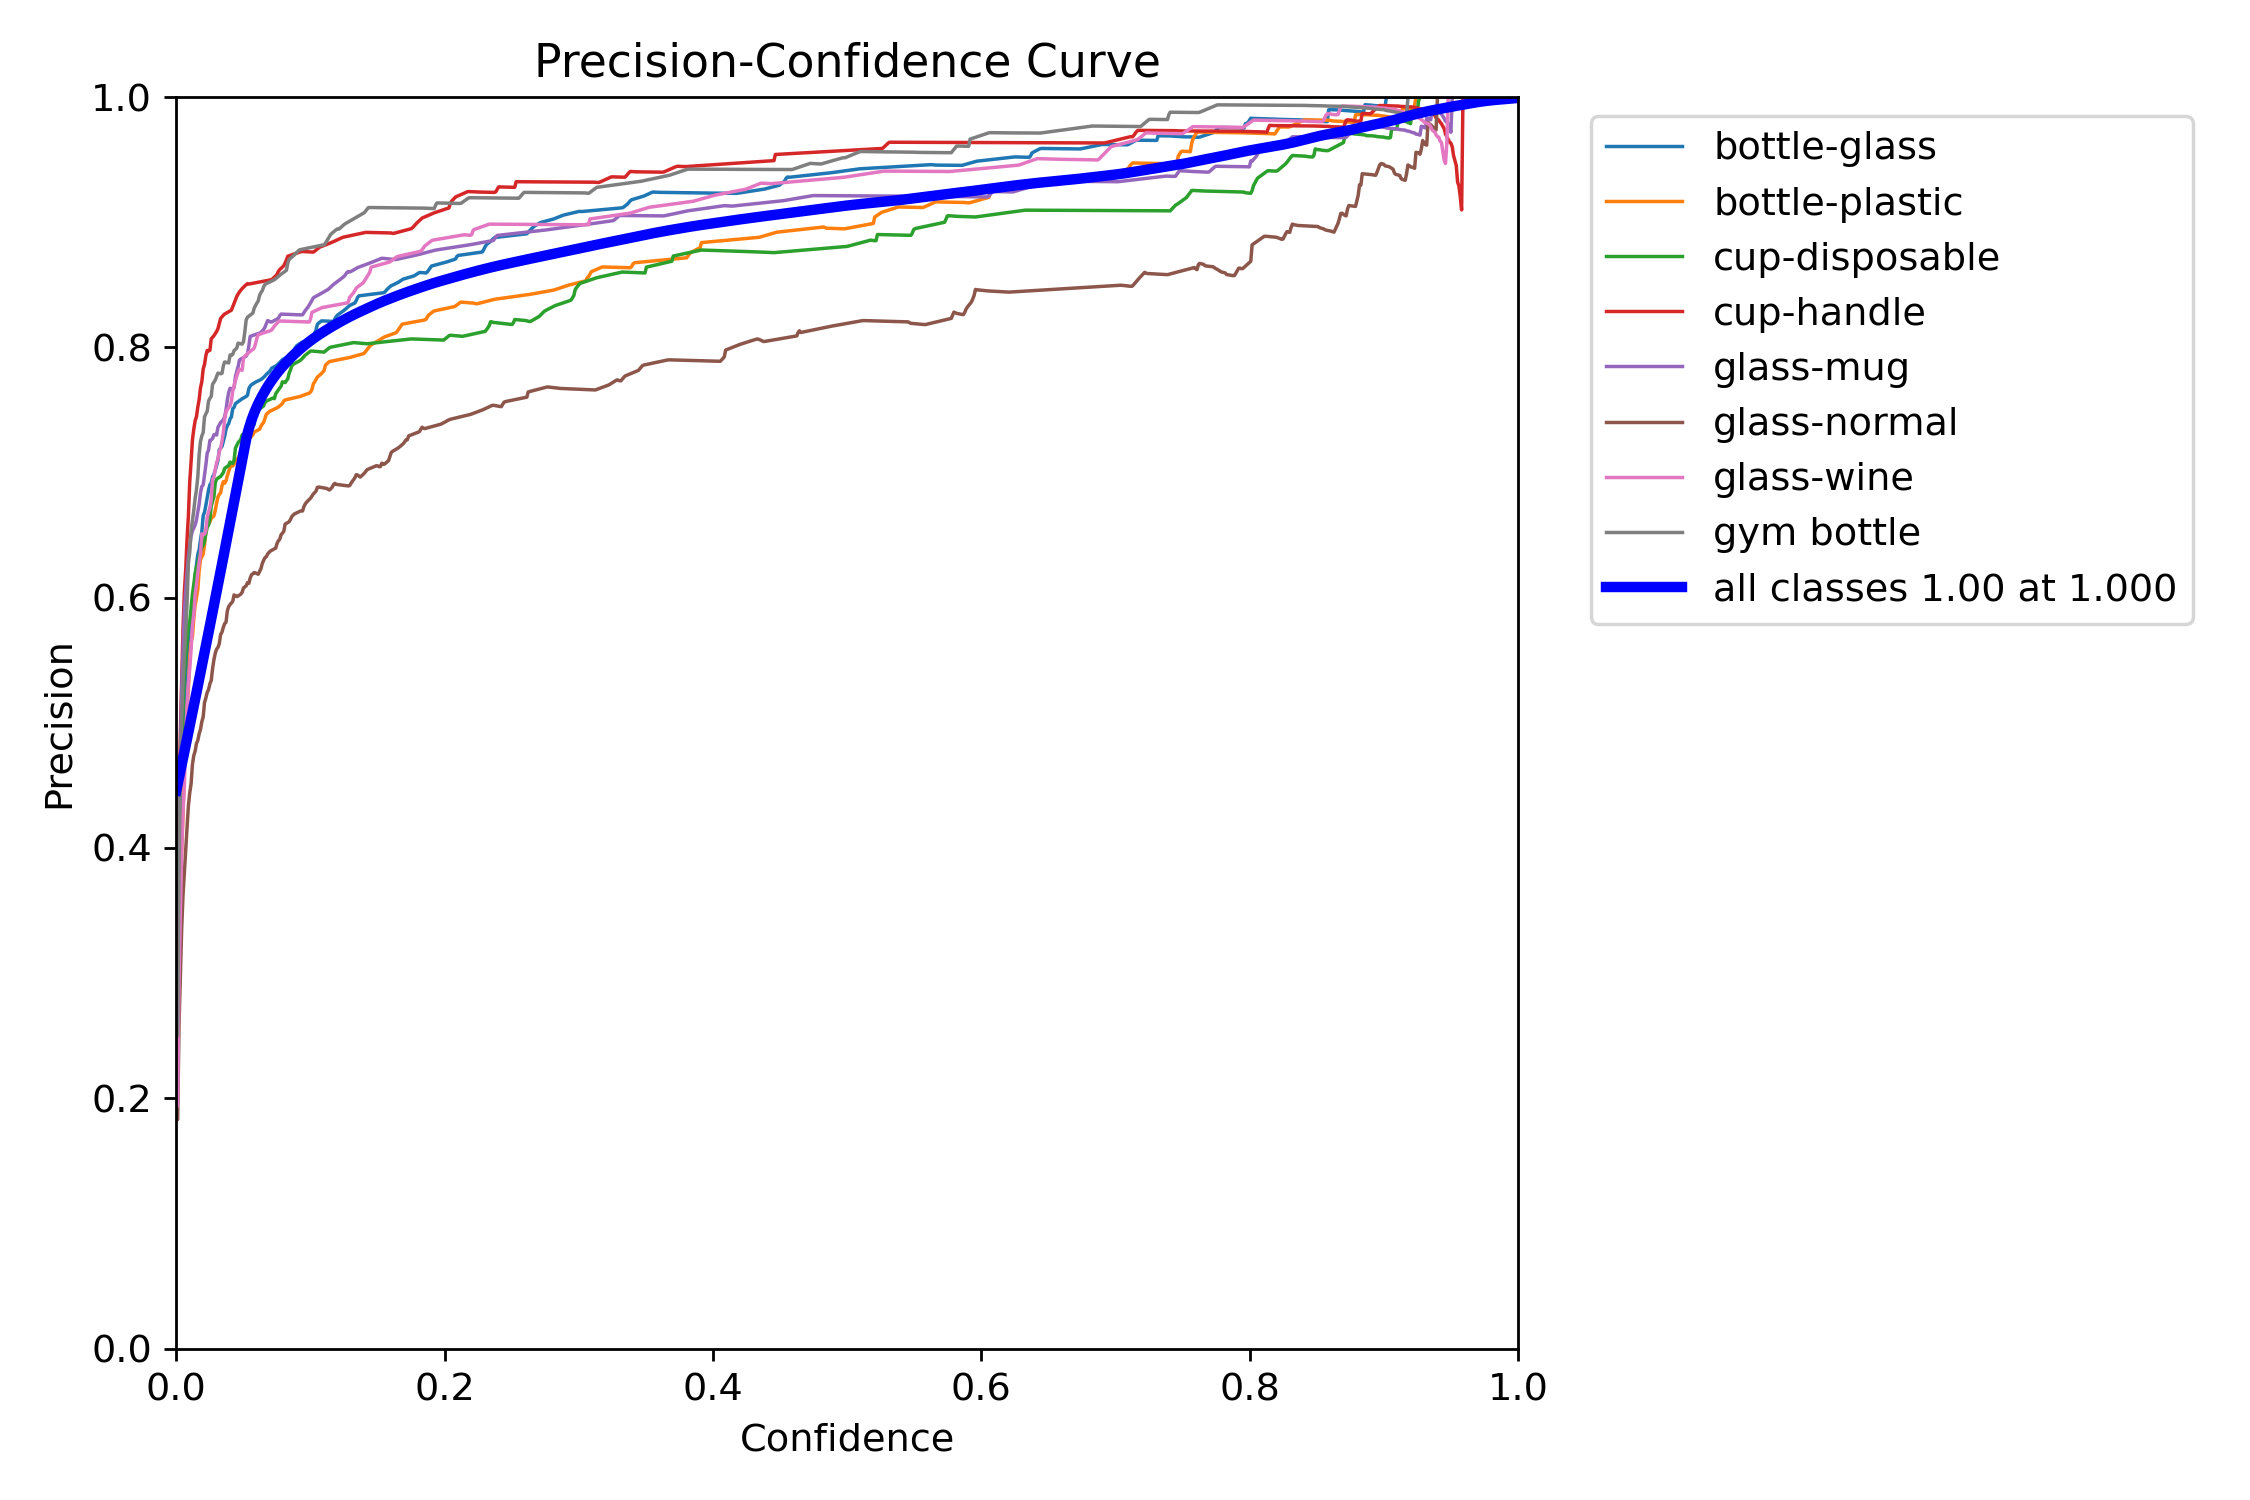 Precision-Confidence Curve
1.0
0.8
0.6
0.4
0.2
0.0
Precision
0.0 0.2 0.4 0.6 0.8 1.0
Confidence
bottle-glass
bottle-plastic
cup-disposable
cup-handle
glass-mug
glass-normal
glass-wine
gym bottle
all classes 1.00 at 1.000